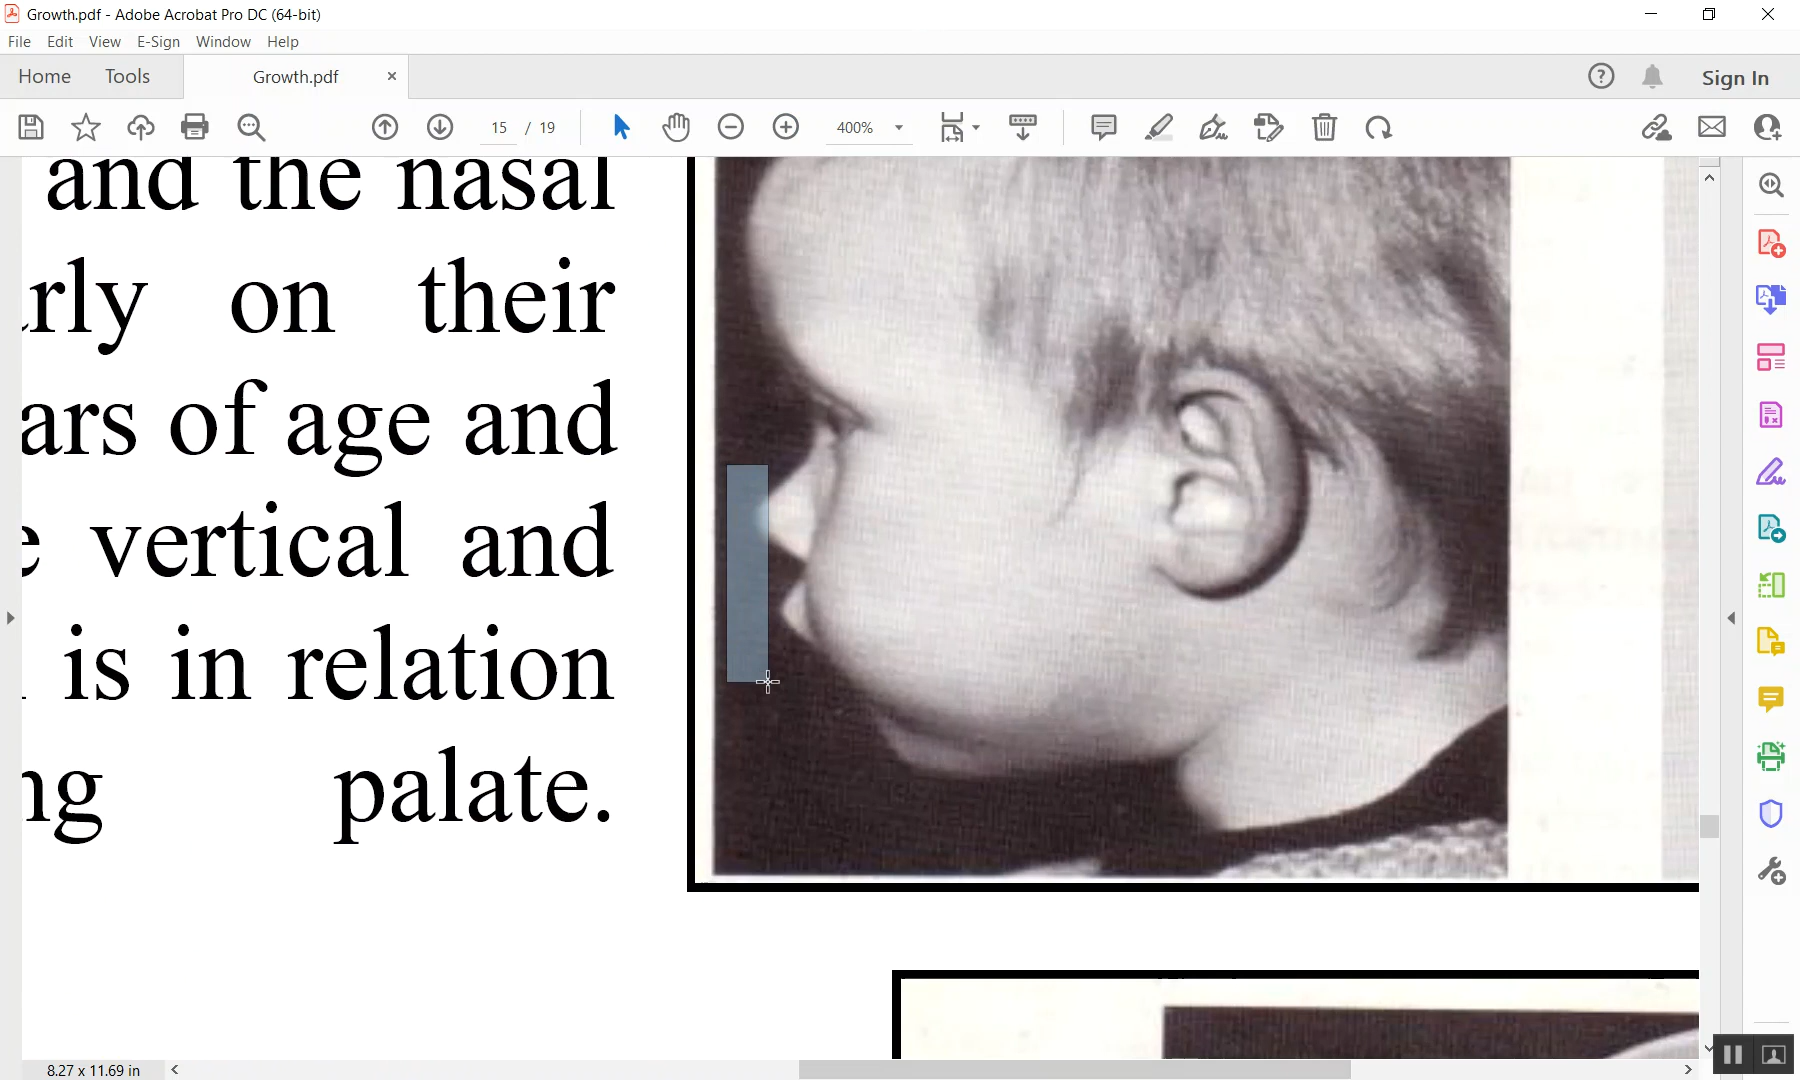 Growth.pdf - Adobe Acrobat Pro DC (64-bit)
File Edit View E-Sign Window Help
Home Tools Growth.pdf Sign In
15 / 19 400%
and the nasal
rly on their
ars of age and
e vertical and
is in relation
ng palate.
8.27 x 11.69 in